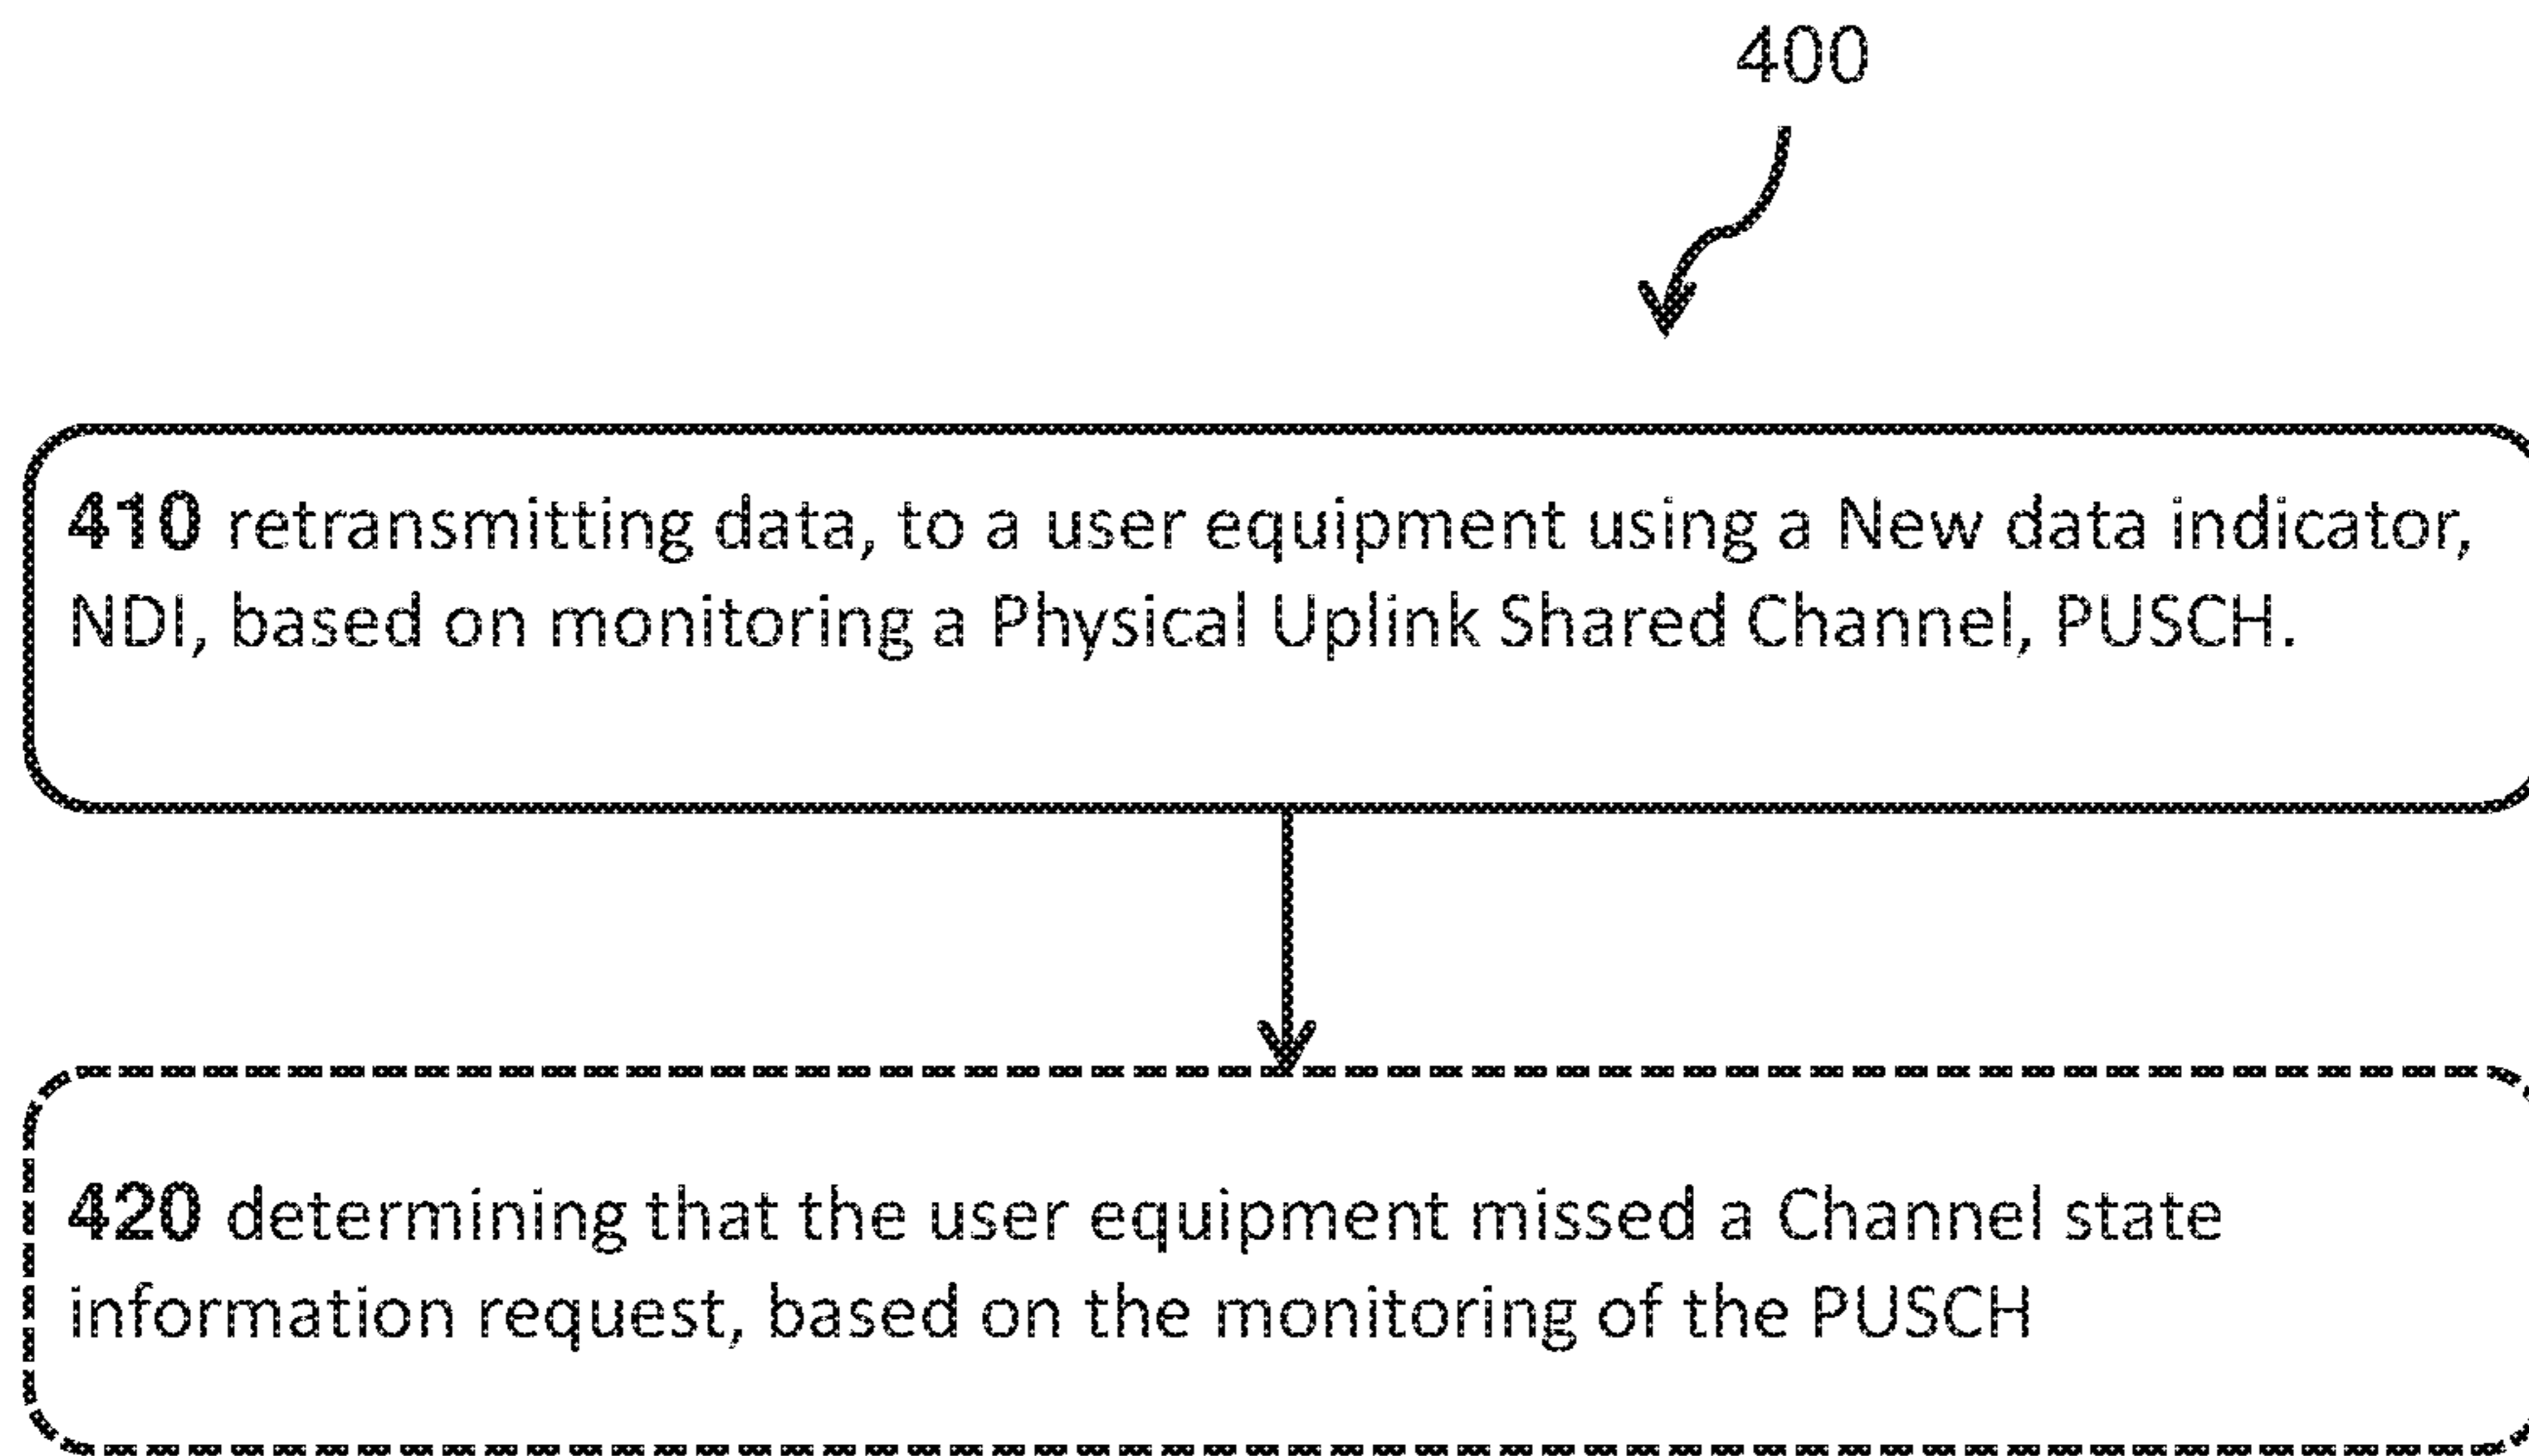 400
410 retransmitting data, to a user equipment using a New data indicator,
NDI, based on monitoring a Physical Uplink Shared Channel, PUSCH.
420 determining that the user equipment missed a Channel state
information request, based on the monitoring of the PUSCH